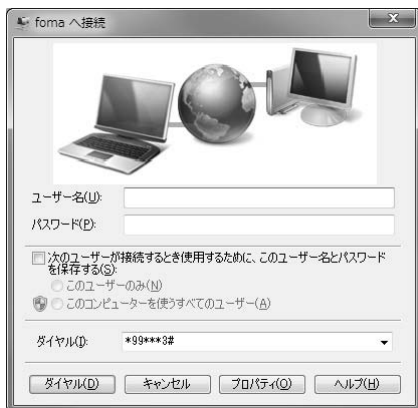 foma へ接続
ユーザー名(U):
パスワード(P):
次のユーザーが接続するとき使用するために、このユーザー名とパスワード
を保存する(S):
このユーザーのみ(N)
このコンピューターを使うすべてのユーザー(A)
ダイヤル(I):
*99***3#
ダイヤル(D) キャンセル プロパティ(O) ヘルプ(H)